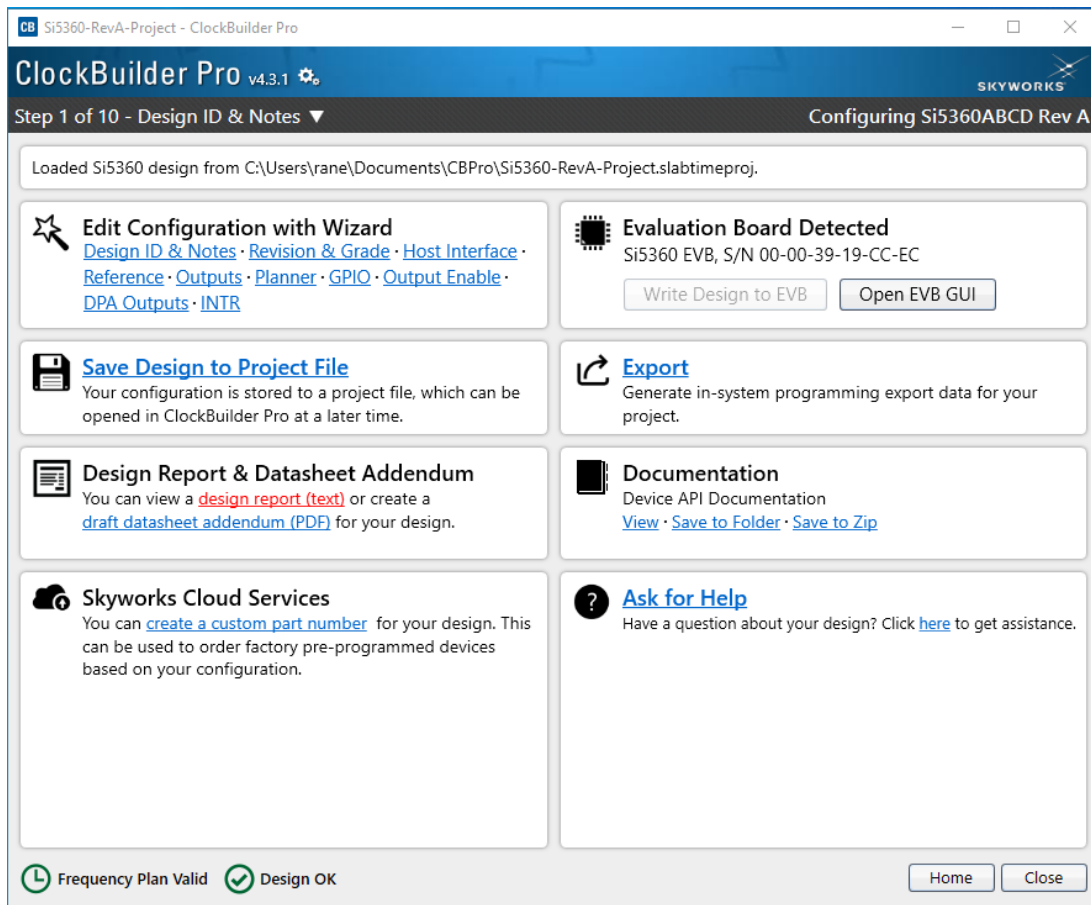 CB Si5360-RevA-Project - ClockBuilder Pro
ClockBuilder Pro v4.3.1
SKYWORKS
Step 1 of 10 - Design ID & Notes ▼
Configuring Si5360ABCD Rev A
Loaded Si5360 design from C:\Users\rane\Documents\CBPro\Si5360-RevA-Project.slabtimeproj.
Edit Configuration with Wizard
Design ID & Notes · Revision & Grade · Host Interface ·
Reference · Outputs · Planner · GPIO · Output Enable ·
DPA Outputs · INTR
Evaluation Board Detected
Si5360 EVB, S/N 00-00-39-19-CC-EC
Write Design to EVB
Open EVB GUI
Save Design to Project File
Your configuration is stored to a project file, which can be
opened in ClockBuilder Pro at a later time.
Export
Generate in-system programming export data for your
project.
Design Report & Datasheet Addendum
You can view a design report (text) or create a
draft datasheet addendum (PDF) for your design.
Documentation
Device API Documentation
View · Save to Folder · Save to Zip
Skyworks Cloud Services
You can create a custom part number for your design. This
can be used to order factory pre-programmed devices
based on your configuration.
?
Ask for Help
Have a question about your design? Click here to get assistance.
Frequency Plan Valid
Design OK
Home
Close